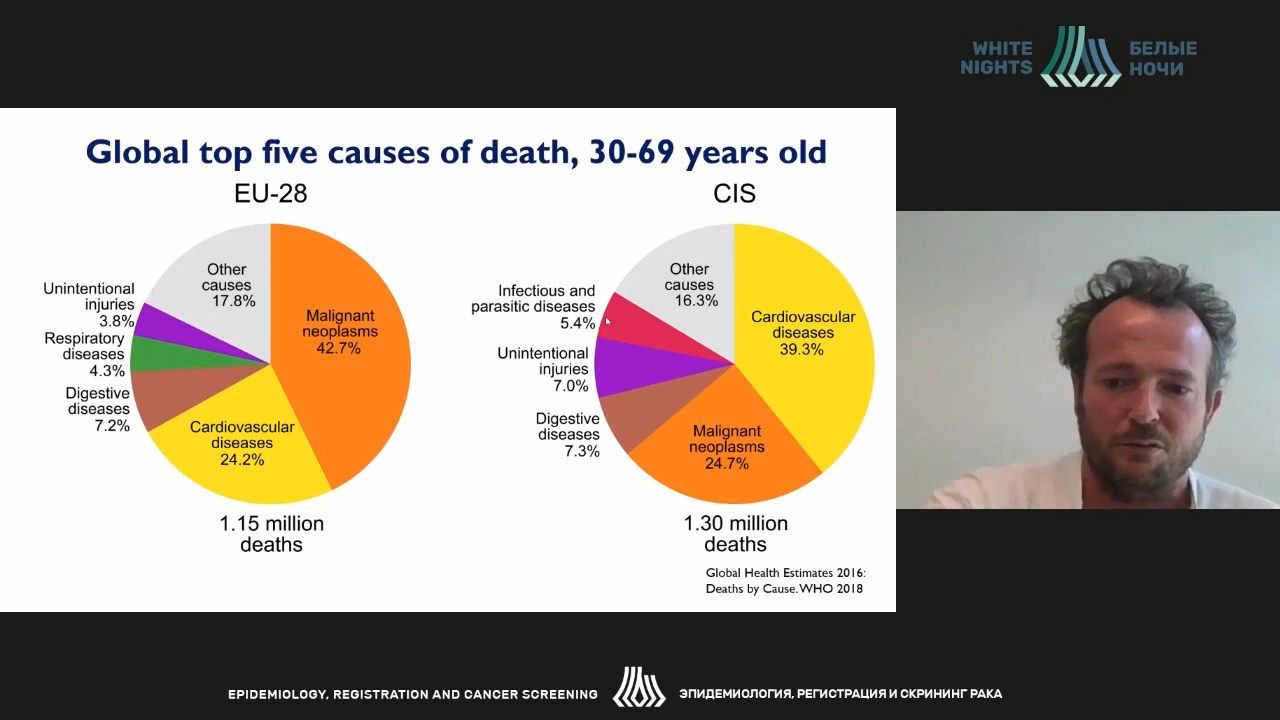 WHITE
NIGHTS
БЕЛЫЕ
НОЧИ
Global top five causes of death, 30-69 years old
EU-28
Other
causes
17.8%
Unintentional
injuries
3.8%
Respiratory
diseases
4.3%
Digestive
diseases
7.2%
Malignant
neoplasms
42.7%
Cardiovascular
diseases
24.2%
1.15 million
deaths
CIS
Other
causes
16.3%
Infectious and
parasitic diseases
5.4%
Unintentional
injuries
7.0%
Digestive
diseases
7.3%
Cardiovascular
diseases
39.3%
Malignant
neoplasms
24.7%
1.30 million
deaths
Global Health Estimates 2016:
Deaths by Cause.WHO 2018
EPIDEMIOLOGY, REGISTRATION AND CANCER SCREENING
ЭПИДЕМИОЛОГИЯ, РЕГИСТРАЦИЯ И СКРИНИНГ РАКА